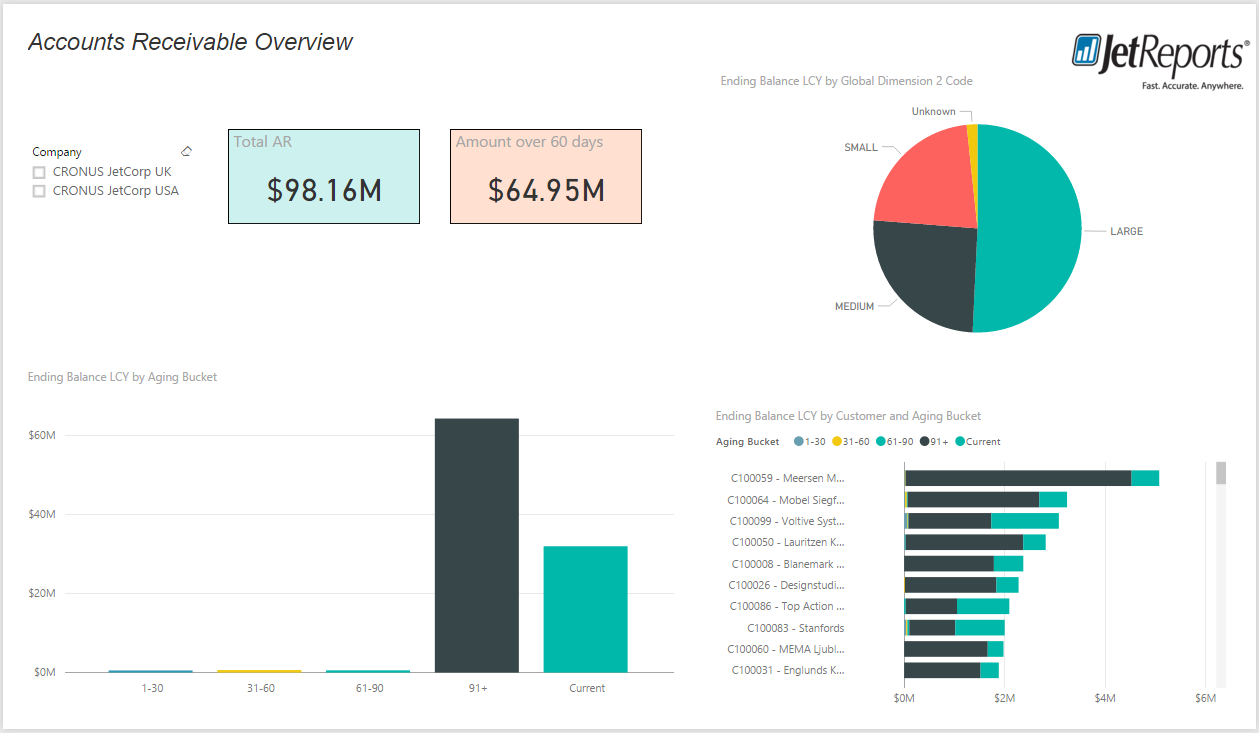 Accounts Receivable Overview
JetReports®
Fast. Accurate. Anywhere.
Company
CRONUS JetCorp UK
CRONUS JetCorp USA
Total AR
$98.16M
Amount over 60 days
$64.95M
Ending Balance LCY by Global Dimension 2 Code
Unknown
SMALL
LARGE
MEDIUM
Ending Balance LCY by Aging Bucket
$60M
$40M
$20M
$0M
1-30 31-60 61-90 91+ Current
Ending Balance LCY by Customer and Aging Bucket
Aging Bucket 1-30 31-60 61-90 91+ Current
C100059 - Meersen M...
C100064 - Mobel Siegf...
C100099 - Voltive Syst...
C100050 - Lauritzen K...
C100008 - Blanemark ...
C100026 - Designstudi...
C100086 - Top Action ...
C100083 - Stanfords
C100060 - MEMA Ljubl...
C100031 - Englunds K...
$0M $2M $4M $6M